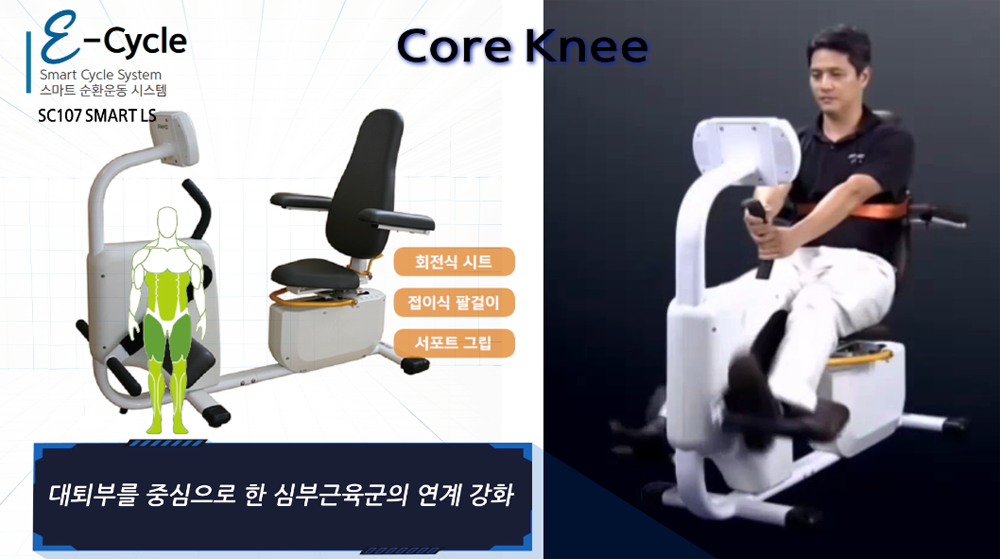 E-Cycle
Smart Cycle System
스마트 순환운동 시스템
SC107 SMART LS
Core Knee
회전식 시트
접이식 팔걸이
서포트 그립
대퇴부를 중심으로 한 심부근육군의 연계 강화